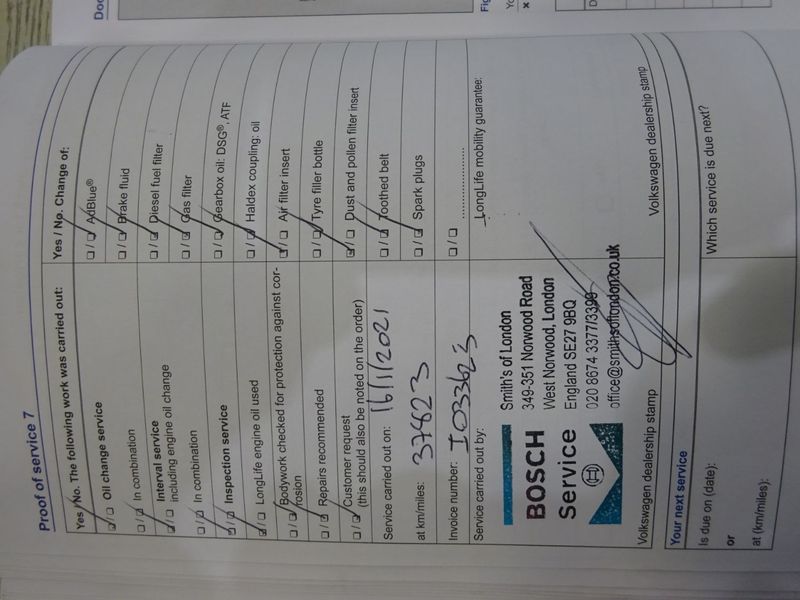 Proof of service 7
Yes / No. The following work was carried out:
Oil change service
In combination
Interval service
including engine oil change
In combination
Inspection service
LongLife engine oil used
Bodywork checked for protection against cor-
rosion
Repairs recommended
Customer request
(this should also be noted on the order)
Service carried out on: 16/1/2021
at km/miles: 37823
Invoice number: I033623
Service carried out by:
BOSCH
Service
Smith's of London
349-351 Norwood Road
West Norwood, London
England SE27 9BQ
020 8674 3377/3399
office@smithsoflondon.co.uk
Volkswagen dealership stamp
Yes / No. Change of:
AdBlue®
Brake fluid
Diesel fuel filter
Gas filter
Gearbox oil: DSG®, ATF
Haldex coupling: oil
Air filter insert
Tyre filler bottle
Dust and pollen filter insert
Toothed belt
Spark plugs
LongLife mobility guarantee:
Volkswagen dealership stamp
Your next service
Is due on (date):
or
at (km/miles):
Which service is due next?
Doc
Fig
Yo
D